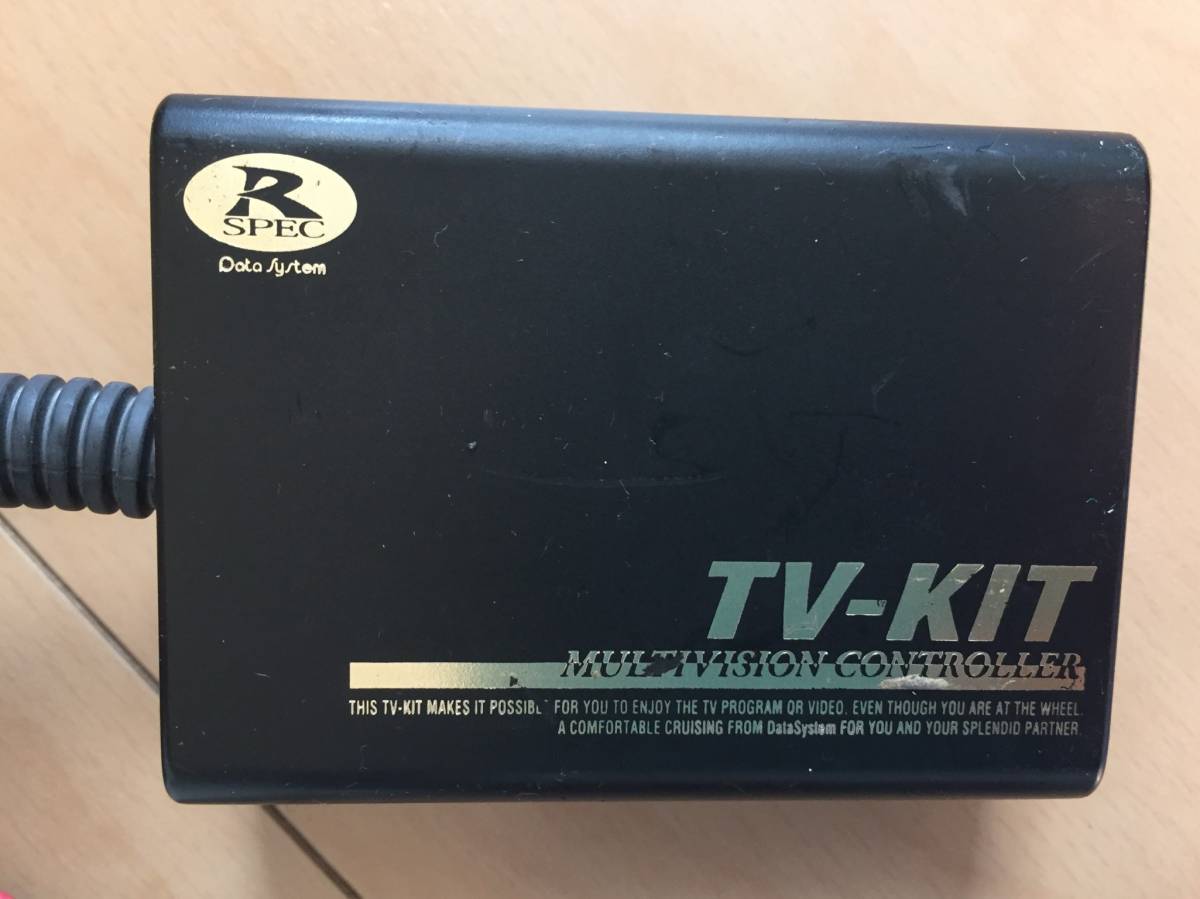 R
SPEC
Data System
TV-KIT
MULTIVISION CONTROLLER
THIS TV-KIT MAKES IT POSSIBL FOR YOU TO ENJOY THE TV PROGRAM OR VIDEO. EVEN THOUGH YOU ARE AT THE WHEEL.
A COMFORTABLE CRUISING FROM DataSystem FOR YOU AND YOUR SPLENDID PARTNER.